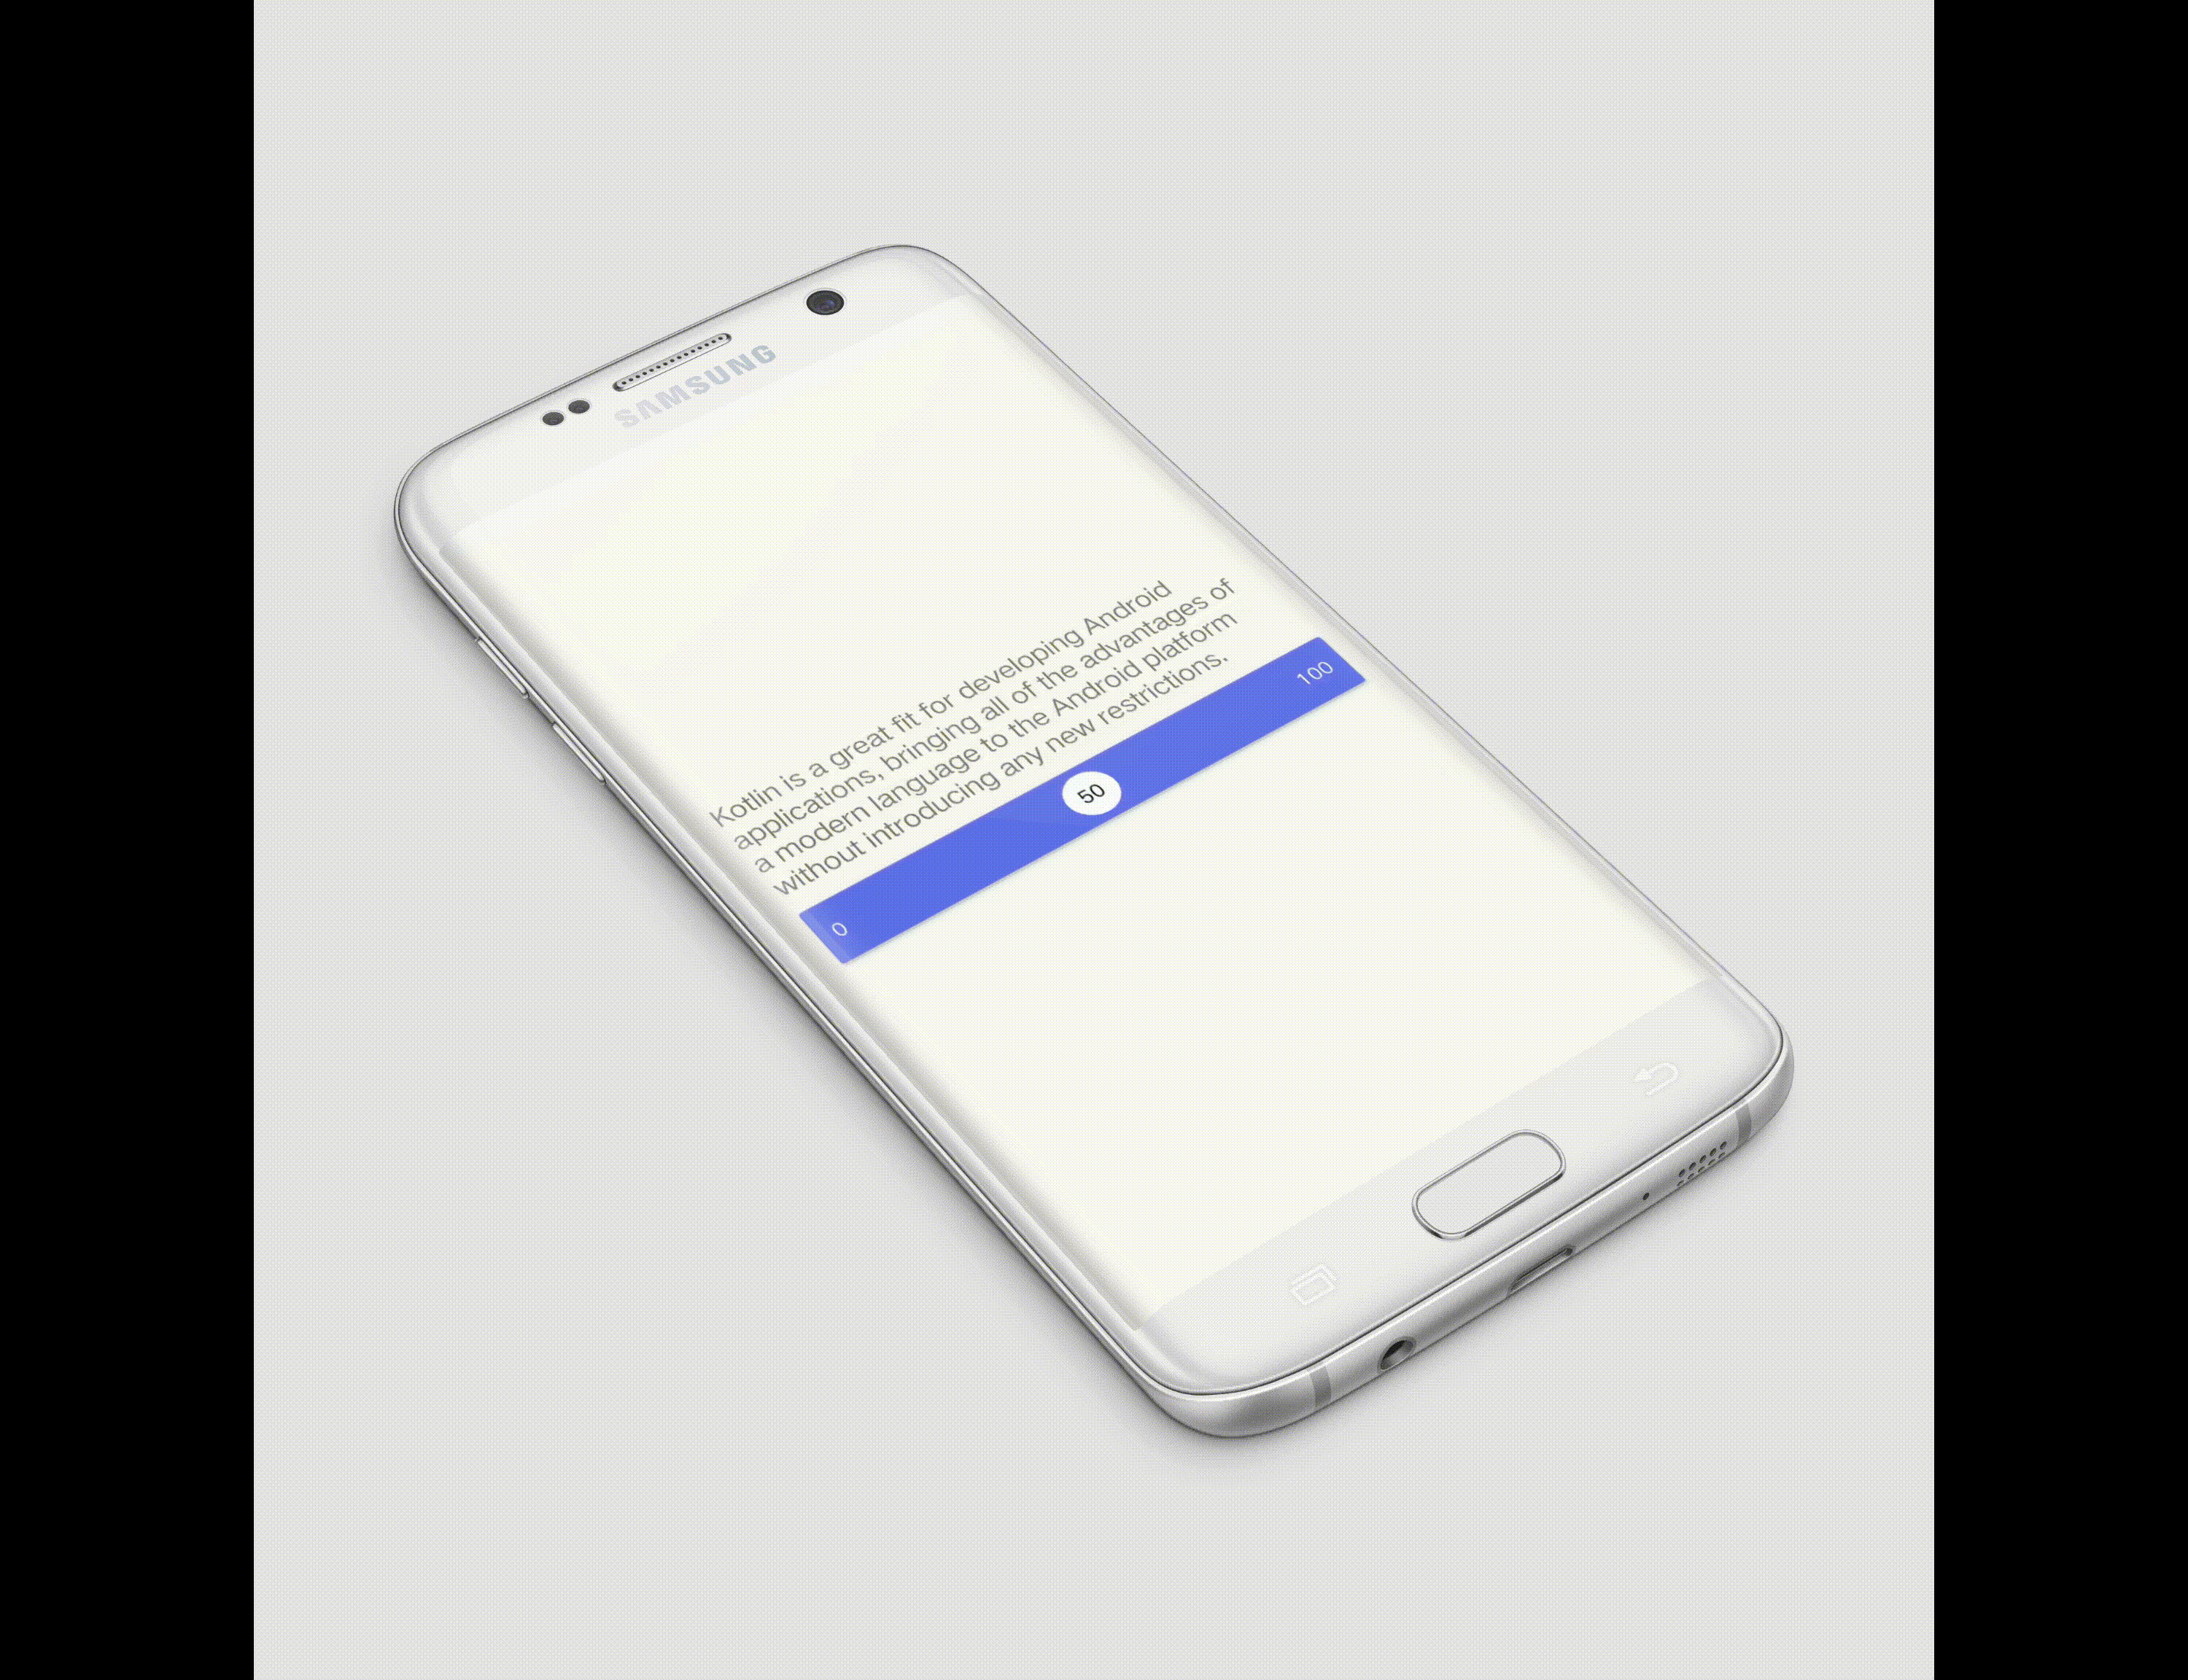 SAMSUNG
Kotlin is a great fit for developing Android
applications, bringing all of the advantages of
a modern language to the Android platform
without introducing any new restrictions.
0
50
100